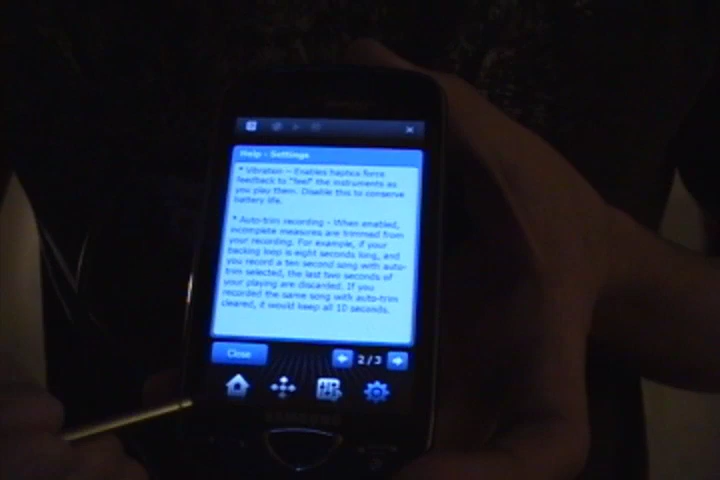 Help - Settings
* Vibration - Enables haptics force
feedback to "feel" the instruments as
you play them. Disable this to conserve
battery life.
* Auto-trim recording - When enabled,
incomplete measures are trimmed from
your recording. For example, if your
backing loop is eight seconds long, and
you record a ten second song with auto-
trim selected, the last two seconds of
your playing are discarded. If you
recorded the same song with auto-trim
cleared, it would keep all 10 seconds.
Close
2/3
SAMSUNG